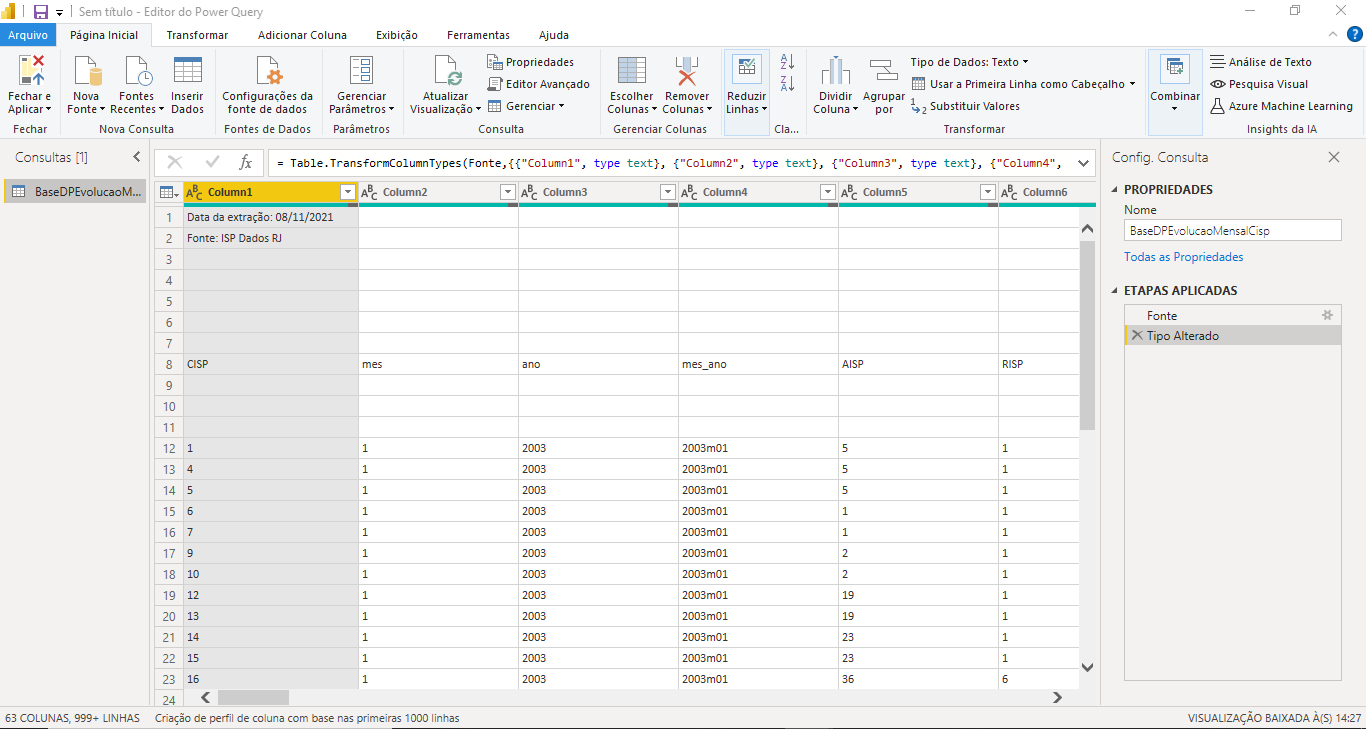 Sem título - Editor do Power Query
Arquivo Página Inicial Transformar Adicionar Coluna Exibição Ferramentas Ajuda
Fechar e Aplicar
Fechar
Nova Fonte
Fontes Recentes
Inserir Dados
Nova Consulta
Configurações da fonte de dados
Fontes de Dados
Gerenciar Parâmetros
Parâmetros
Atualizar Visualização
Propriedades
Editor Avançado
Gerenciar
Consulta
Escolher Colunas
Remover Colunas
Gerenciar Colunas
Reduzir Linhas
Cla...
Dividir Coluna
Agrupar por
Tipo de Dados: Texto
Usar a Primeira Linha como Cabeçalho
Substituir Valores
Transformar
Combinar
Análise de Texto
Pesquisa Visual
Azure Machine Learning
Insights da IA
Consultas [1]
BaseDPEvolucaoM...
fx = Table.TransformColumnTypes(Fonte,{{"Column1", type text}, {"Column2", type text}, {"Column3", type text}, {"Column4",
Column1 Column2 Column3 Column4 Column5 Column6
1 Data da extração: 08/11/2021
2 Fonte: ISP Dados RJ
3
4
5
6
7
8 CISP mes ano mes_ano AISP RISP
9
10
11
12 1 1 2003 2003m01 5 1
13 4 1 2003 2003m01 5 1
14 5 1 2003 2003m01 5 1
15 6 1 2003 2003m01 1 1
16 7 1 2003 2003m01 1 1
17 9 1 2003 2003m01 2 1
18 10 1 2003 2003m01 2 1
19 12 1 2003 2003m01 19 1
20 13 1 2003 2003m01 19 1
21 14 1 2003 2003m01 23 1
22 15 1 2003 2003m01 23 1
23 16 1 2003 2003m01 36 6
24
Config. Consulta
PROPRIEDADES
Nome
BaseDPEvolucaoMensalCisp
Todas as Propriedades
ETAPAS APLICADAS
Fonte
Tipo Alterado
63 COLUNAS, 999+ LINHAS Criação de perfil de coluna com base nas primeiras 1000 linhas VISUALIZAÇÃO BAIXADA À(S) 14:27